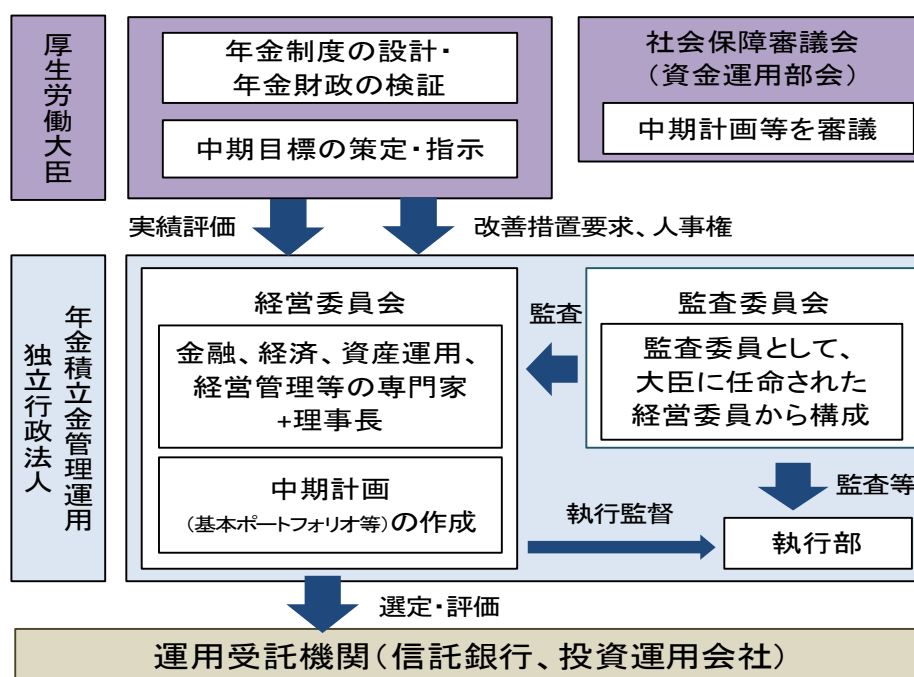 厚生労働大臣
年金制度の設計・
年金財政の検証
中期目標の策定・指示
社会保障審議会
（資金運用部会）
中期計画等を審議
実績評価
改善措置要求、人事権
年金積立金管理運用
独立行政法人
経営委員会
金融、経済、資産運用、
経営管理等の専門家
+理事長
中期計画
（基本ポートフォリオ等）の作成
監査
監査委員会
監査委員として、
大臣に任命された
経営委員から構成
監査等
執行監督
執行部
選定・評価
運用受託機関（信託銀行、投資運用会社）